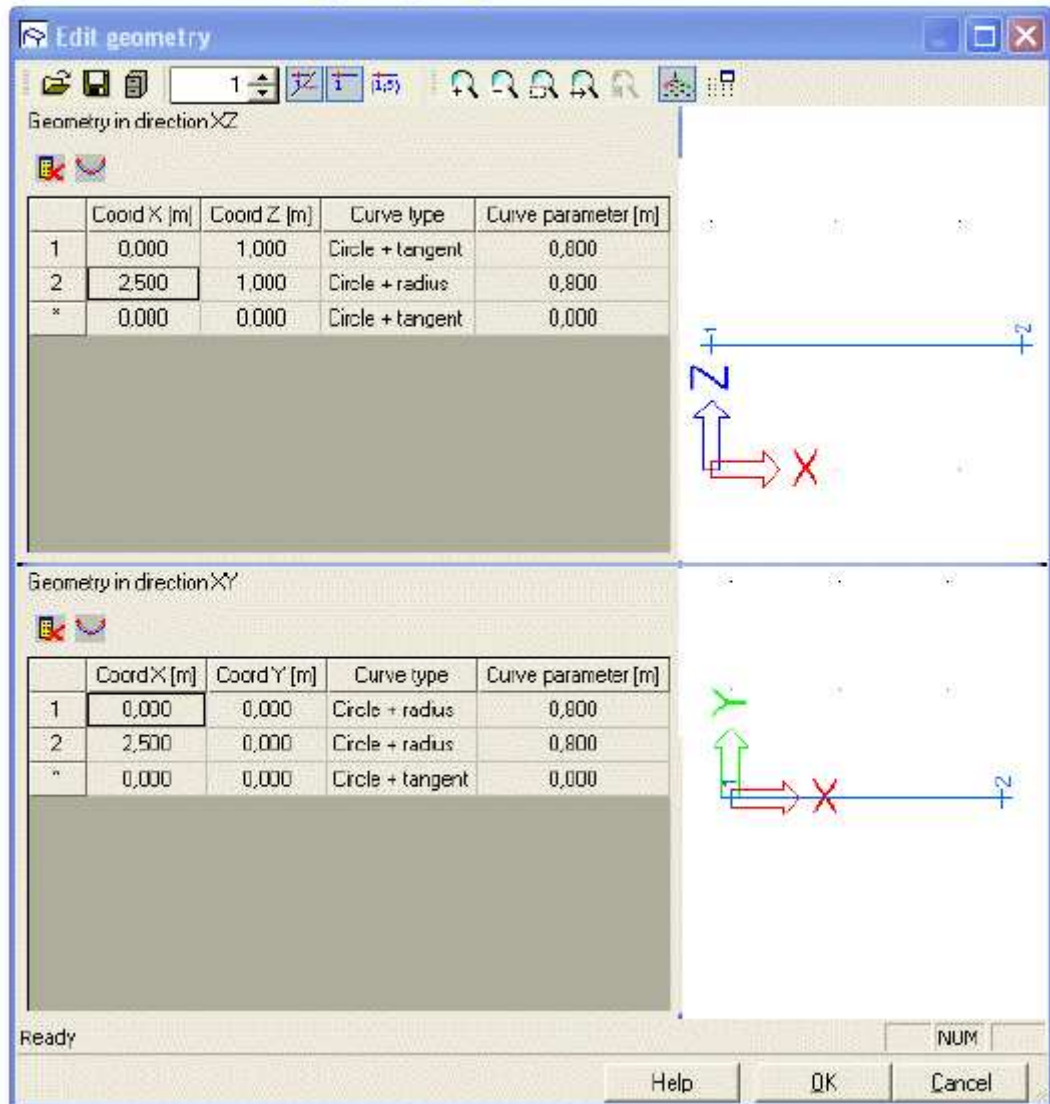 Edit geometry
1
Geometry in direction XZ
Coord X [m] Coord Z [m] Curve type Curve parameter [m]
1 0,000 1,000 Circle + tangent 0,800
2 2,500 1,000 Circle + radius 0,800
* 0,000 0,000 Circle + tangent 0,000
1 2
Z
X
Geometry in direction XY
Coord X [m] Coord Y [m] Curve type Curve parameter [m]
1 0,000 0,000 Circle + radius 0,800
2 2,500 0,000 Circle + radius 0,800
* 0,000 0,000 Circle + tangent 0,000
Y
1 X 2
Ready NUM
Help OK Cancel